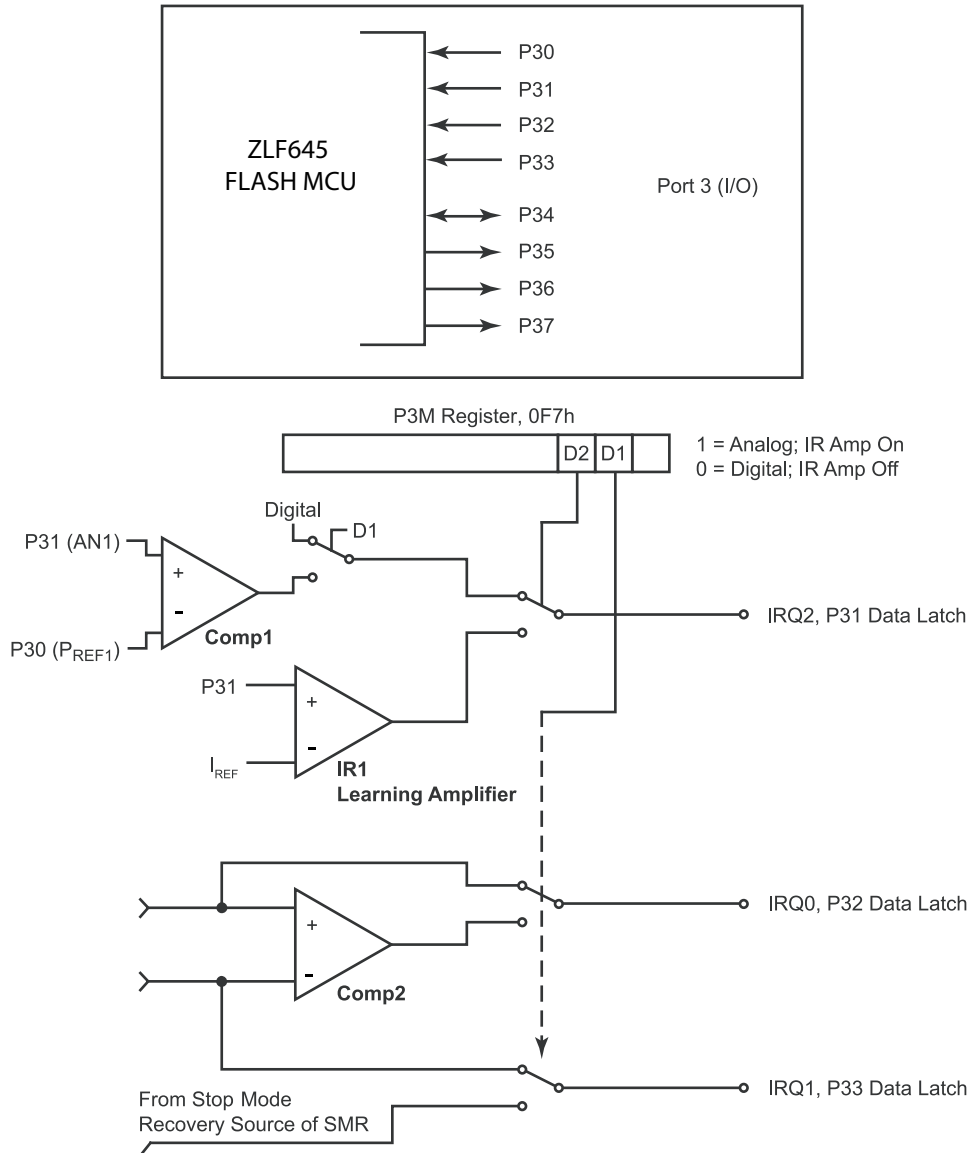 ZLF645
FLASH MCU
P30
P31
P32
P33
P34
P35
P36
P37
Port 3 (I/O)
P3M Register, 0F7h
D2 D1
1 = Analog; IR Amp On
0 = Digital; IR Amp Off
Digital
D1
P31 (AN1)
+
-
P30 (PREF1)
Comp1
IRQ2, P31 Data Latch
P31
+
-
IREF
IR1
Learning Amplifier
+
-
Comp2
IRQ0, P32 Data Latch
From Stop Mode
Recovery Source of SMR
IRQ1, P33 Data Latch